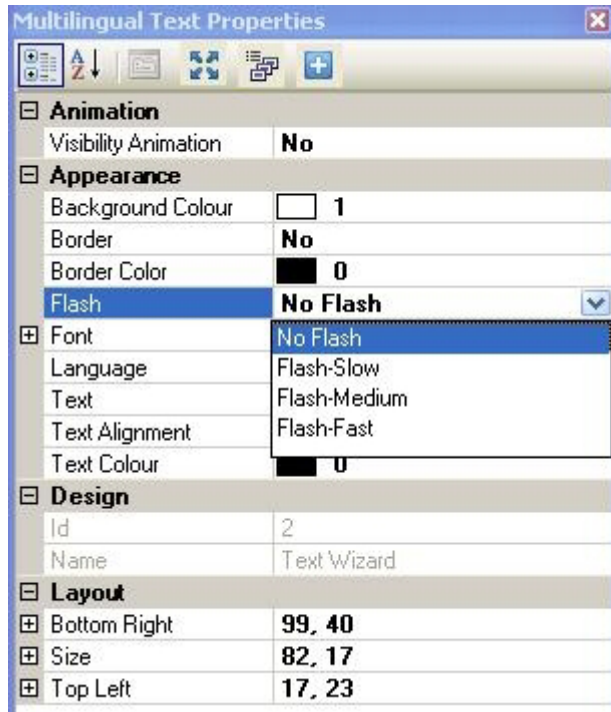 Multilingual Text Properties
Animation
Visibility Animation No
Appearance
Background Colour 1
Border No
Border Color 0
Flash No Flash
Font No Flash
Language Flash-Slow
Text Flash-Medium
Text Alignment Flash-Fast
Text Colour 0
Design
Id 2
Name Text Wizard
Layout
Bottom Right 99, 40
Size 82, 17
Top Left 17, 23